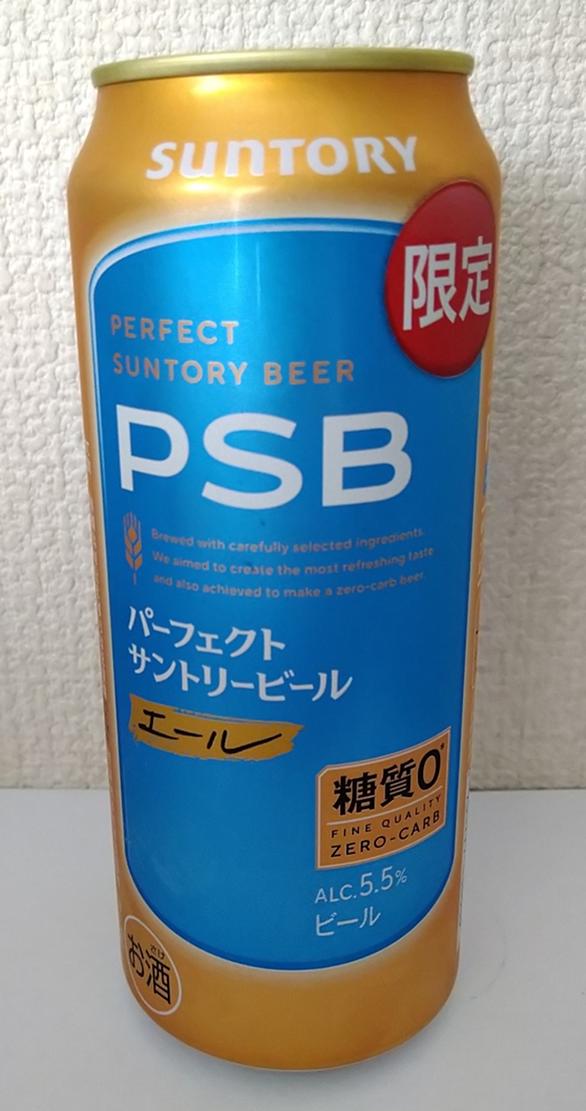 SUNTORY
限定
PERFECT
SUNTORY BEER
PSB
Brewed with carefully selected ingredients.
We aimed to create the most refreshing taste
and also achieved to make a zero-carb beer.
パーフェクト
サントリービール
エール
糖質0*
FINE QUALITY
ZERO-CARB
ALC.5.5%
ビール
さけ
お酒